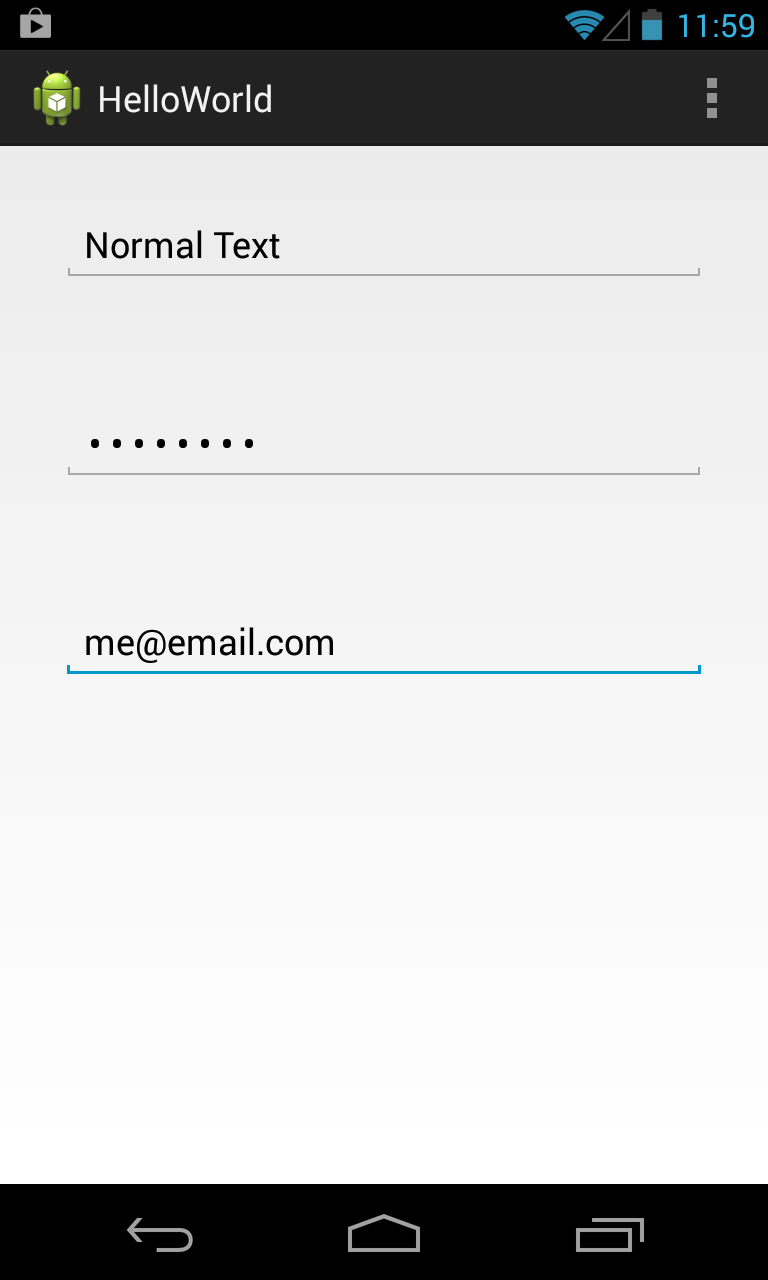 11:59
HelloWorld
Normal Text
••••••••
me@email.com